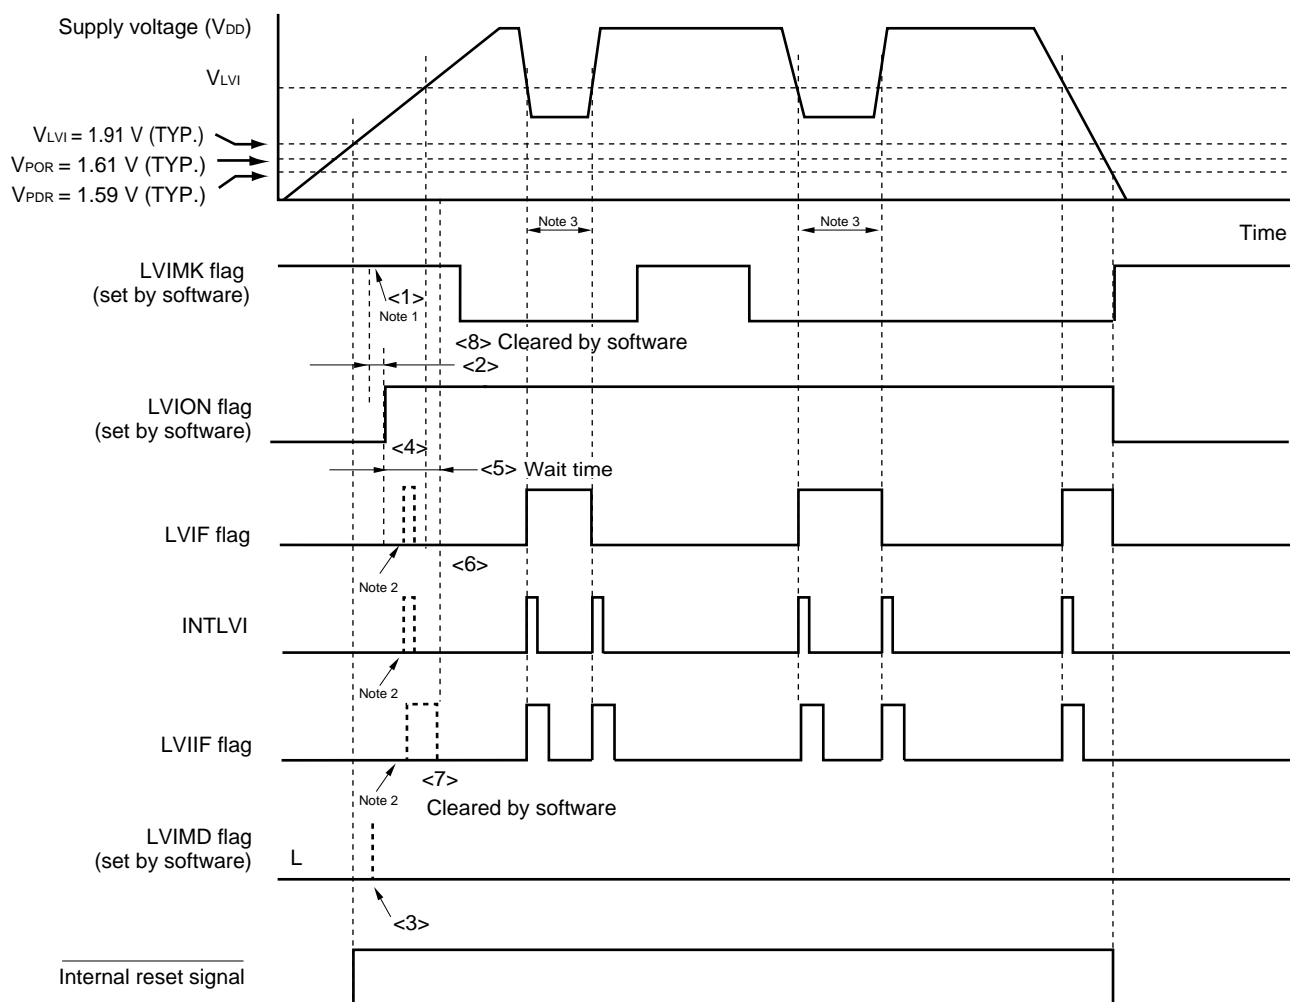 Supply voltage (VDD)
VLVI
VLVI = 1.91 V (TYP.)
VPOR = 1.61 V (TYP.)
VPDR = 1.59 V (TYP.)
Note 3
Note 3
Time
LVIMK flag
(set by software)
<1>
Note 1
<8> Cleared by software
<2>
LVION flag
(set by software)
<4>
<5> Wait time
LVIF flag
<6>
Note 2
INTLVI
Note 2
LVIIF flag
<7>
Note 2
Cleared by software
LVIMD flag
(set by software)
L
<3>
Internal reset signal